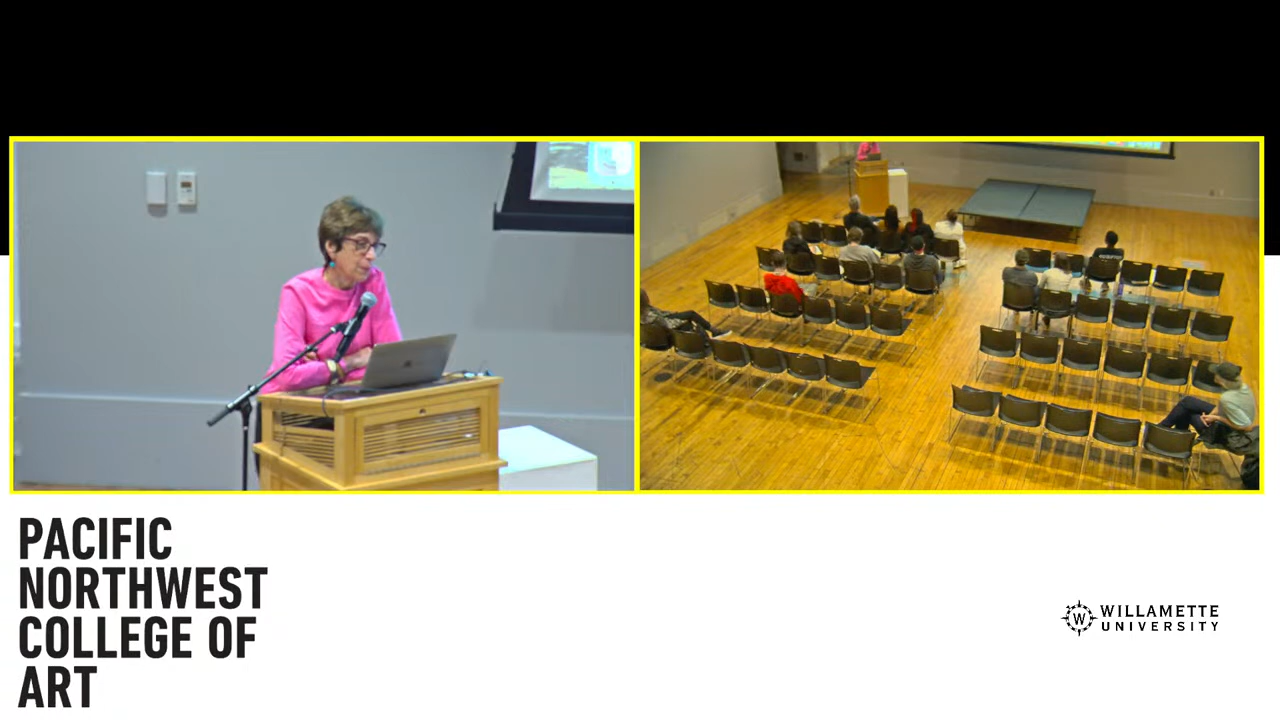 PACIFIC
NORTHWEST
COLLEGE OF
ART
W
WILLAMETTE
UNIVERSITY